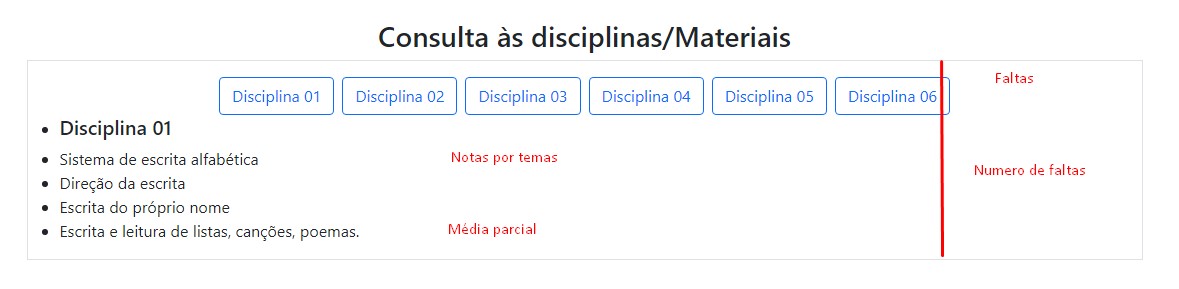 Consulta às disciplinas/Materiais
Disciplina 01 Disciplina 02 Disciplina 03 Disciplina 04 Disciplina 05 Disciplina 06
Faltas
Disciplina 01
Sistema de escrita alfabética
Notas por temas
Direção da escrita
Numero de faltas
Escrita do próprio nome
Escrita e leitura de listas, canções, poemas.
Média parcial